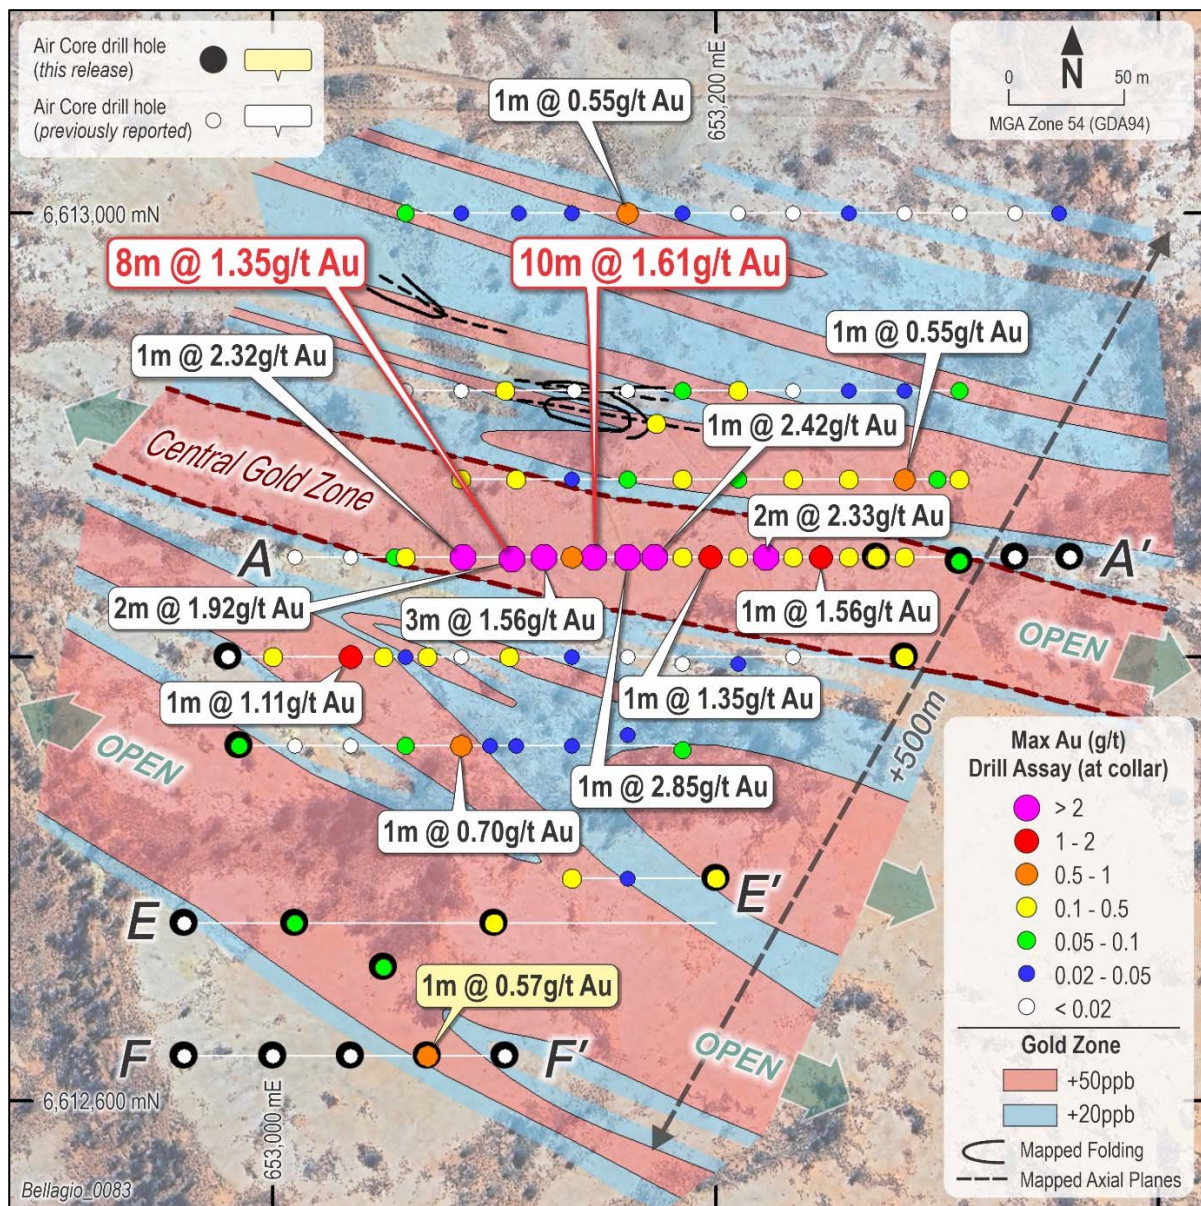 Air Core drill hole
(this release)
Air Core drill hole
(previously reported)
653,200 mE
N
0 50 m
MGA Zone 54 (GDA94)
1m @ 0.55g/t Au
6,613,000 mN
8m @ 1.35g/t Au
10m @ 1.61g/t Au
1m @ 2.32g/t Au
1m @ 0.55g/t Au
1m @ 2.42g/t Au
Central Gold Zone
2m @ 2.33g/t Au
A
A'
2m @ 1.92g/t Au
3m @ 1.56g/t Au
1m @ 1.56g/t Au
OPEN
1m @ 1.11g/t Au
1m @ 1.35g/t Au
+500m
OPEN
1m @ 2.85g/t Au
1m @ 0.70g/t Au
E
E'
1m @ 0.57g/t Au
F
F'
OPEN
6,612,600 mN
653,000 mE
Max Au (g/t)
Drill Assay (at collar)
> 2
1 - 2
0.5 - 1
0.1 - 0.5
0.05 - 0.1
0.02 - 0.05
< 0.02
Gold Zone
+50ppb
+20ppb
Mapped Folding
Mapped Axial Planes
Bellagio_0083